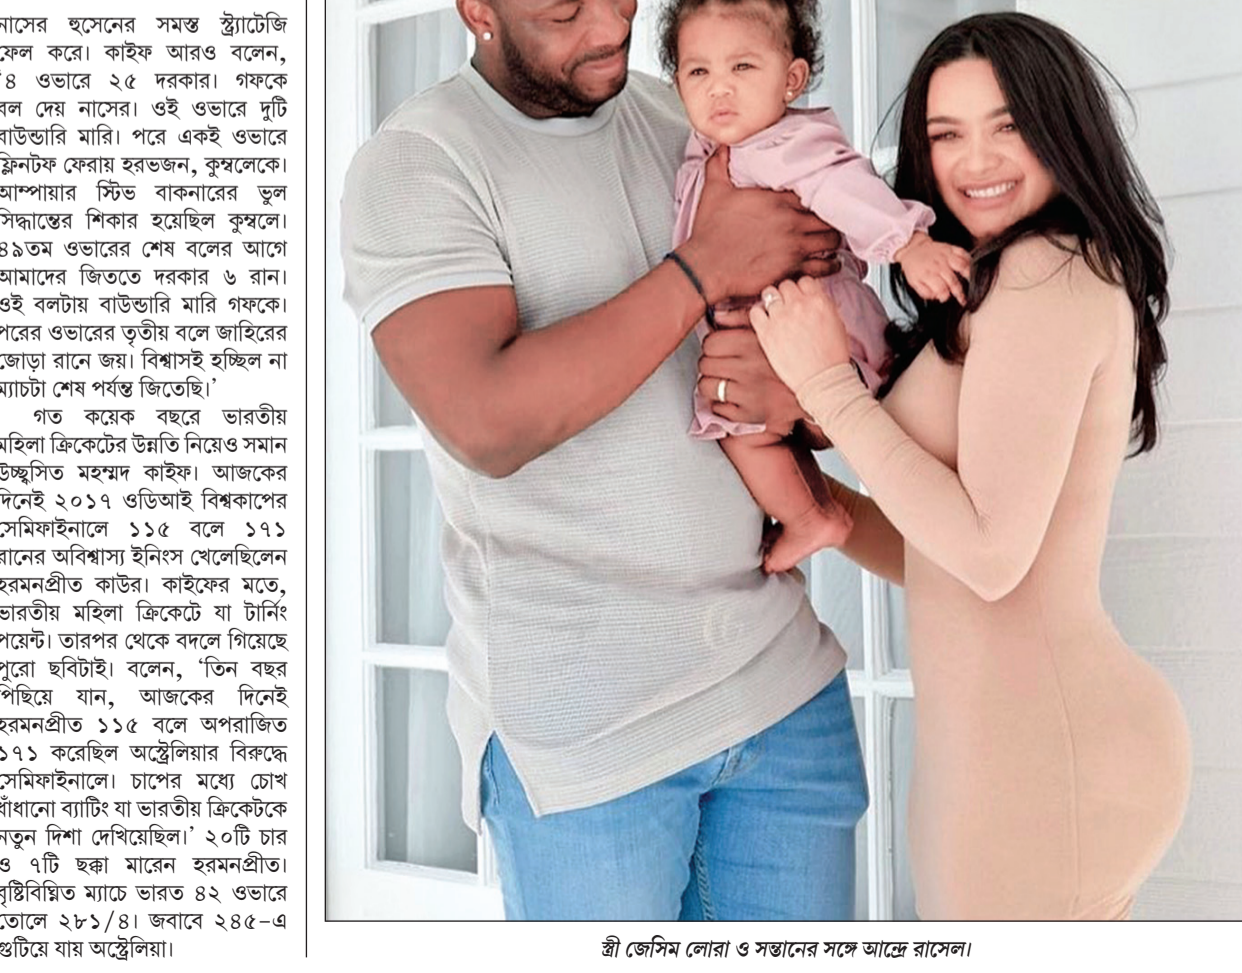 নাসের হুসেনের সমস্ত স্ট্র্যাটেজি
ফেল করে। কাইফ আরও বলেন,
‘৪ ওভারে ২৫ দরকার। গফকে
বল দেয় নাসের। ওই ওভারে দুটি
বাউন্ডারি মারি। পরে একই ওভারে
ফ্লিনটফ ফেরায় হরভজন, কুম্বলেকে।
আম্পায়ার স্টিভ বাকনারের ভুল
সিদ্ধান্তের শিকার হয়েছিল কুম্বলে।
৪৯তম ওভারের শেষ বলের আগে
আমাদের জিততে দরকার ৬ রান।
ওই বলটায় বাউন্ডারি মারি গফকে।
পরের ওভারের তৃতীয় বলে জাহিরের
জোড়া রানে জয়। বিশ্বাসই হচ্ছিল না
ম্যাচটা শেষ পর্যন্ত জিতেছি।’
গত কয়েক বছরে ভারতীয়
মহিলা ক্রিকেটের উন্নতি নিয়েও সমান
উচ্ছ্বসিত মহম্মদ কাইফ। আজকের
দিনেই ২০১৭ ওডিআই বিশ্বকাপের
সেমিফাইনালে ১১৫ বলে ১৭১
রানের অবিশ্বাস্য ইনিংস খেলেছিলেন
হরমনপ্রীত কাউর। কাইফের মতে,
ভারতীয় মহিলা ক্রিকেটে যা টার্নিং
পয়েন্ট। তারপর থেকে বদলে গিয়েছে
পুরো ছবিটাই। বলেন, ‘তিন বছর
পিছিয়ে যান, আজকের দিনেই
হরমনপ্রীত ১১৫ বলে অপরাজিত
১৭১ করেছিল অস্ট্রেলিয়ার বিরুদ্ধে
সেমিফাইনালে। চাপের মধ্যে চোখ
ধাঁধানো ব্যাটিং যা ভারতীয় ক্রিকেটকে
নতুন দিশা দেখিয়েছিল।’ ২০টি চার
ও ৭টি ছক্কা মারেন হরমনপ্রীত।
বৃষ্টিবিঘ্নিত ম্যাচে ভারত ৪২ ওভারে
তোলে ২৮১/৪। জবাবে ২৪৫-এ
গুটিয়ে যায় অস্ট্রেলিয়া।
স্ত্রী জেসিম লোরা ও সন্তানের সঙ্গে আন্দ্রে রাসেল।